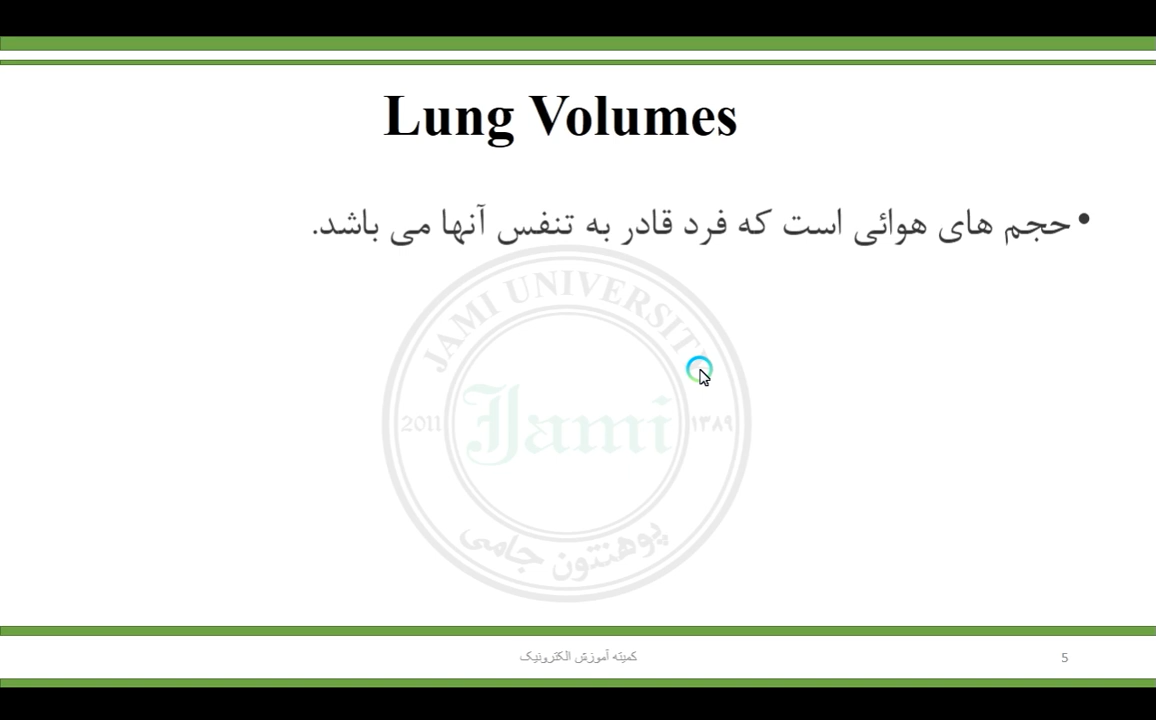 Lung Volumes
•حجم های هوائی است که فرد قادر به تنفس آنها می باشد.
JAMI UNIVERSITY
2011
Jami
۱۳۸۹
پوهنتون جامی
کمیته آموزش الکترونیک
5